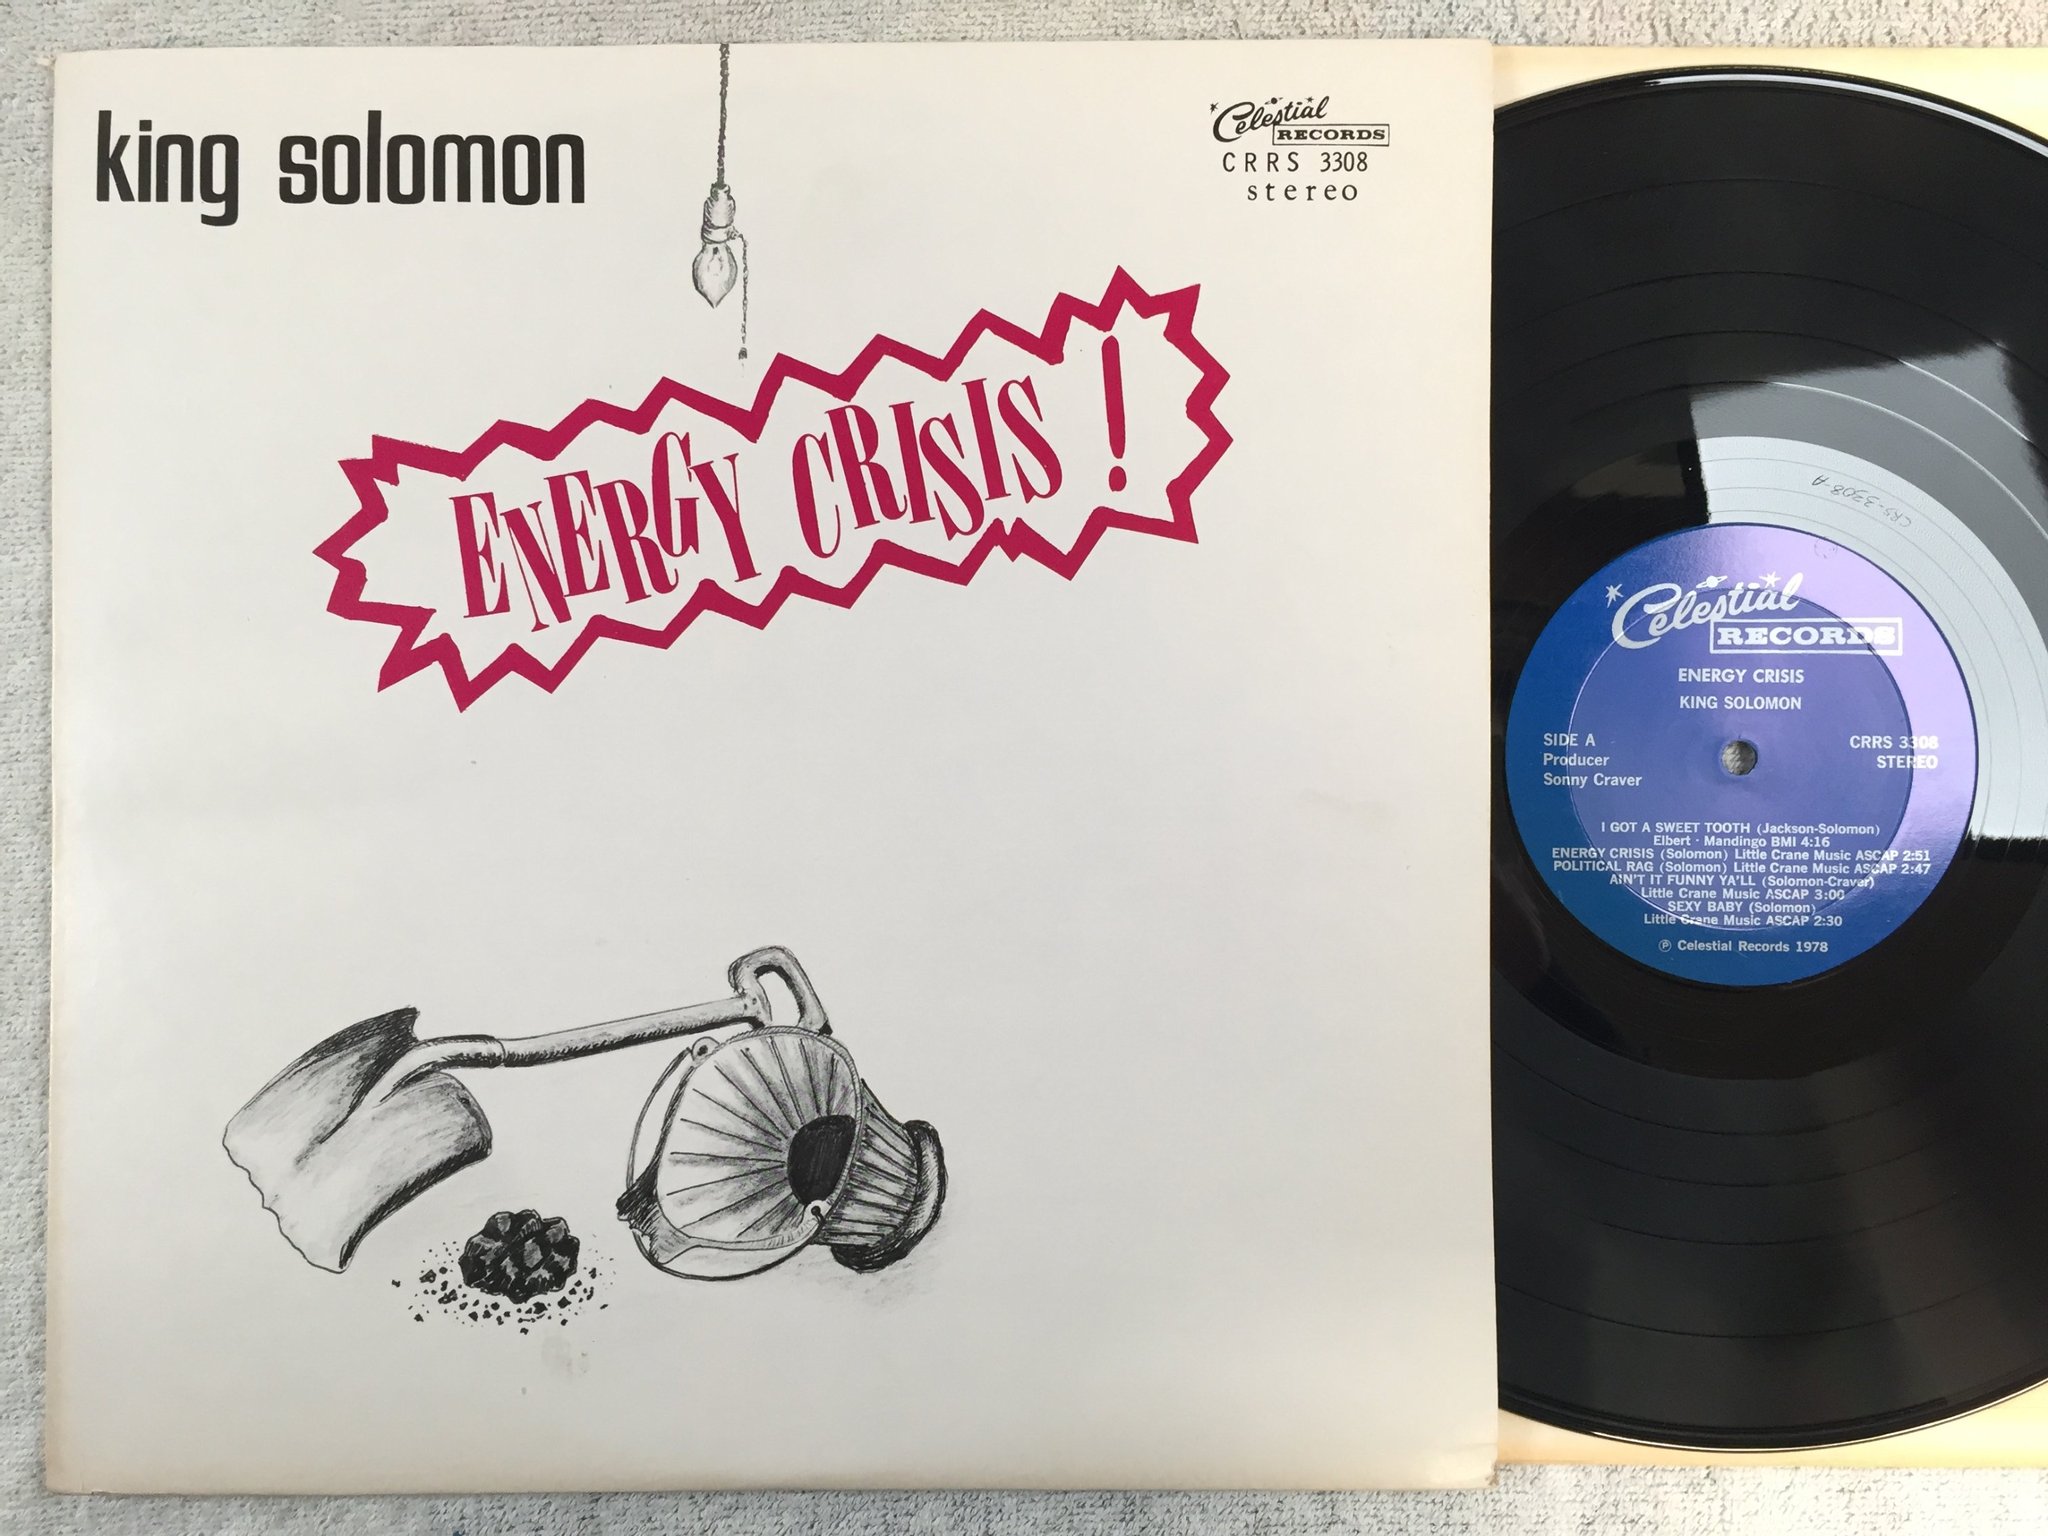 king solomon
Celestial
RECORDS
CRRS 3308
stereo
ENERGY CRISIS!
CRS-3308-A
Celestial
RECORDS
ENERGY CRISIS
KING SOLOMON
SIDE A
Producer
Sonny Craver
CRRS 3308
STEREO
I GOT A SWEET TOOTH (Jackson-Solomon)
Elbert · Mandingo BMI 4:16
ENERGY CRISIS (Solomon) Little Crane Music ASCAP 2:51
POLITICAL RAG (Solomon) Little Crane Music ASCAP 2:47
AIN'T IT FUNNY YA'LL (Solomon-Craver)
Little Crane Music ASCAP 3:00
SEXY BABY (Solomon)
Little Crane Music ASCAP 2:30
℗ Celestial Records 1978